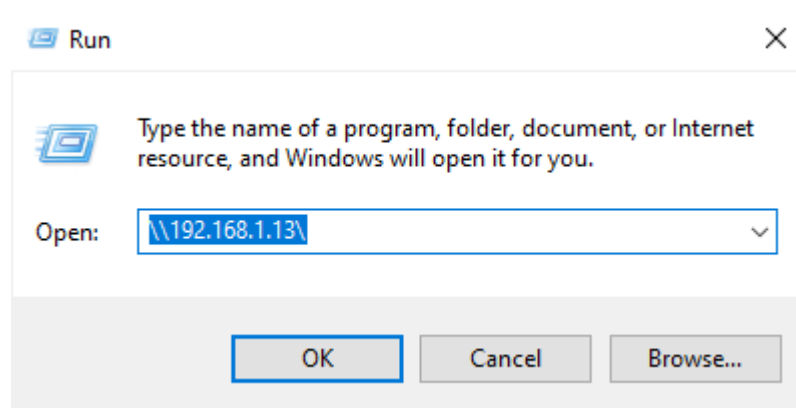 Run
Type the name of a program, folder, document, or Internet
resource, and Windows will open it for you.
Open: \\192.168.1.13\
OK Cancel Browse...